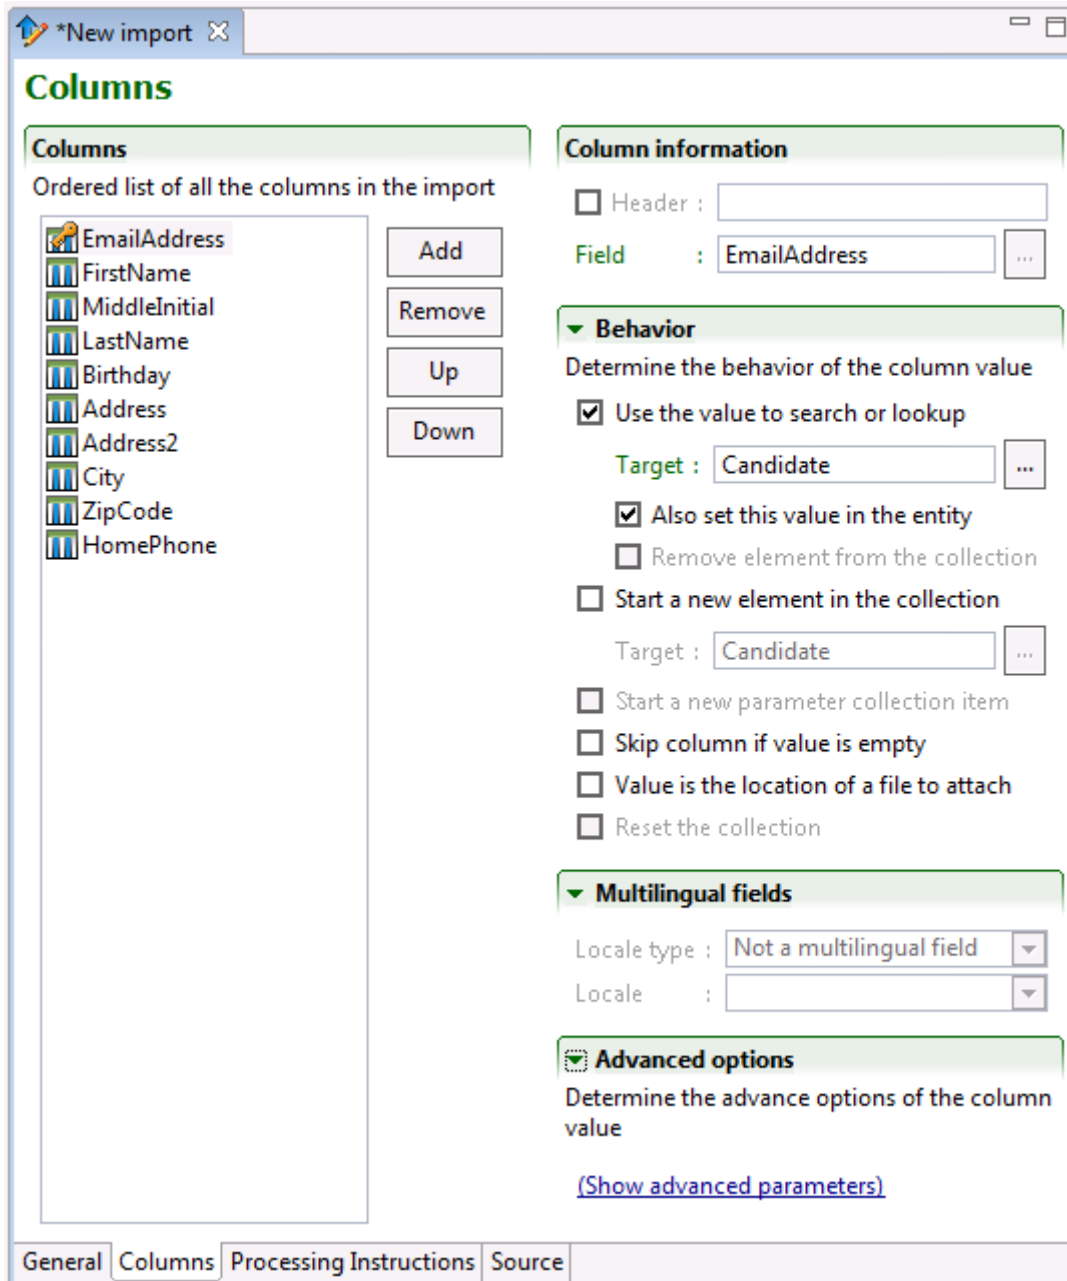 *New import
Columns
Columns
Ordered list of all the columns in the import
EmailAddress
FirstName
MiddleInitial
LastName
Birthday
Address
Address2
City
ZipCode
HomePhone
Add
Remove
Up
Down
Column information
Header :
Field : EmailAddress ...
Behavior
Determine the behavior of the column value
Use the value to search or lookup
Target : Candidate ...
Also set this value in the entity
Remove element from the collection
Start a new element in the collection
Target : Candidate ...
Start a new parameter collection item
Skip column if value is empty
Value is the location of a file to attach
Reset the collection
Multilingual fields
Locale type : Not a multilingual field
Locale :
Advanced options
Determine the advance options of the column
value
(Show advanced parameters)
General Columns Processing Instructions Source